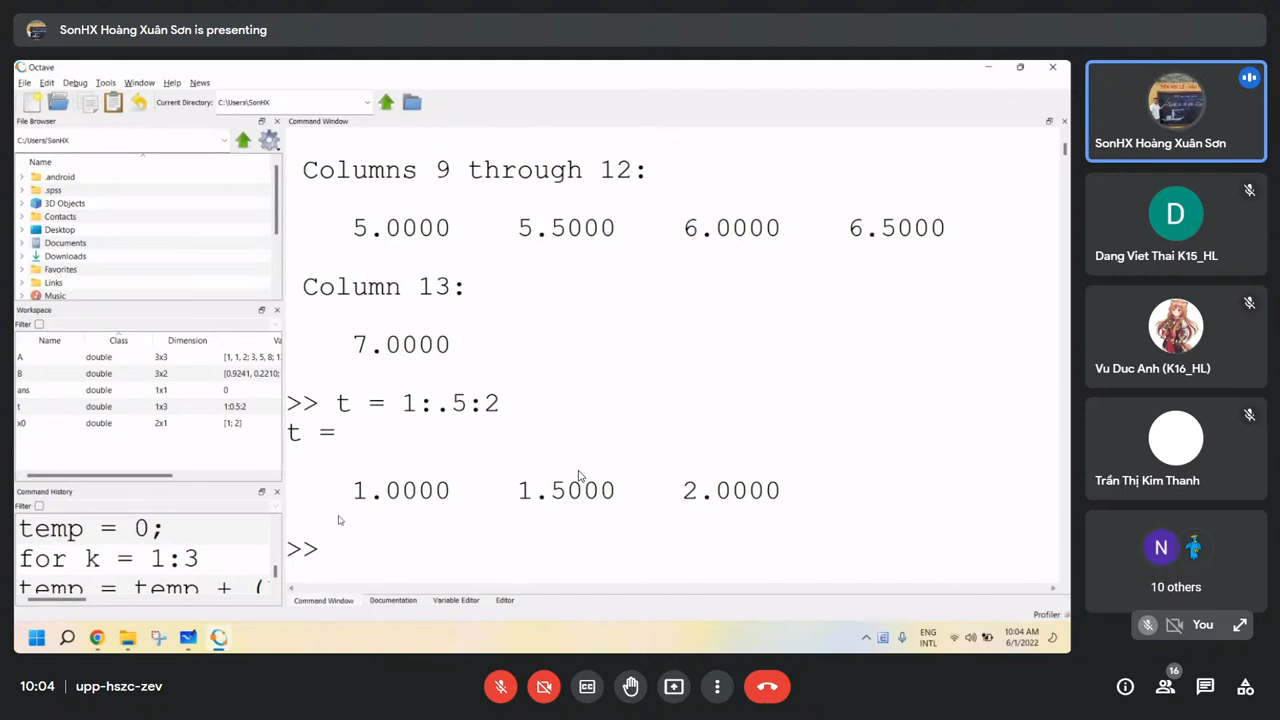 SonHX Hoàng Xuân Sơn is presenting
Octave
File Edit Debug Tools Window Help News
Current Directory: C:\Users\SonHX
File Browser
C:/Users/SonHX
Name
.android
.spss
3D Objects
Contacts
Desktop
Documents
Downloads
Favorites
Links
Music
Workspace
Filter
Name Class Dimension Va
A double 3x3 [1, 1, 2; 3, 5, 8; 1
B double 3x2 [0.9241, 0.2210;
ans double 1x1 0
t double 1x3 1:0.5:2
x0 double 2x1 [1; 2]
Command History
Filter
temp = 0;
for k = 1:3
temp = temp + (
Command Window
Columns 9 through 12:
5.0000 5.5000 6.0000 6.5000
Column 13:
7.0000
>> t = 1:.5:2
t =
1.0000 1.5000 2.0000
>>
Command Window Documentation Variable Editor Editor
Profiler
ENG
INTL
10:04 AM
6/1/2022
SonHX Hoàng Xuân Sơn
D
Dang Viet Thai K15_HL
Vu Duc Anh (K16_HL)
Trần Thị Kim Thanh
N
10 others
You
10:04 | upp-hszc-zev
16